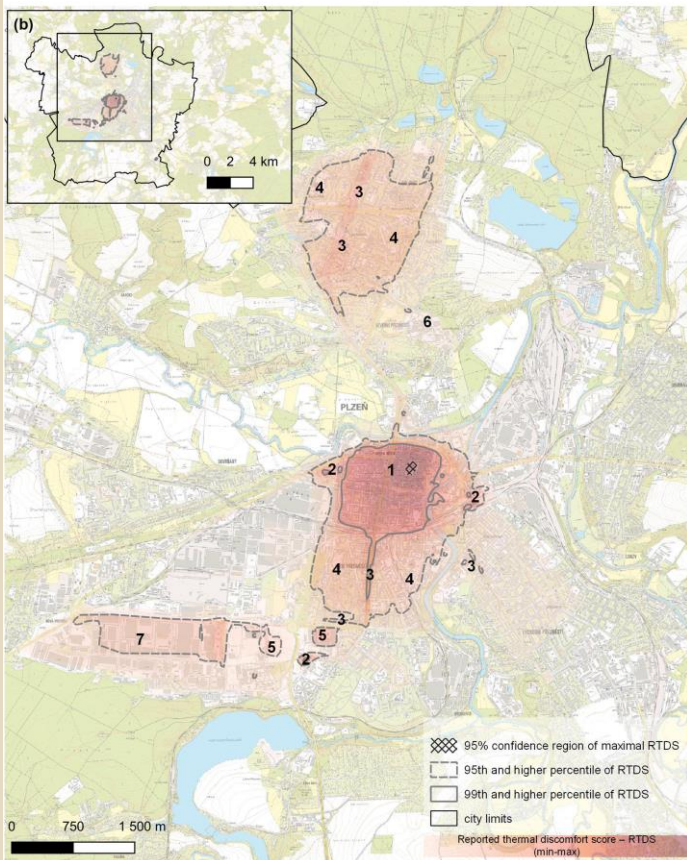 (b)
0 2 4 km
4
3
3
4
6
PLZEŇ
2
1
2
4
3
4
3
3
7
5
5
2
95% confidence region of maximal RTDS
95th and higher percentile of RTDS
99th and higher percentile of RTDS
city limits
0 750 1 500 m
Reported thermal discomfort score – RTDS
(min-max)